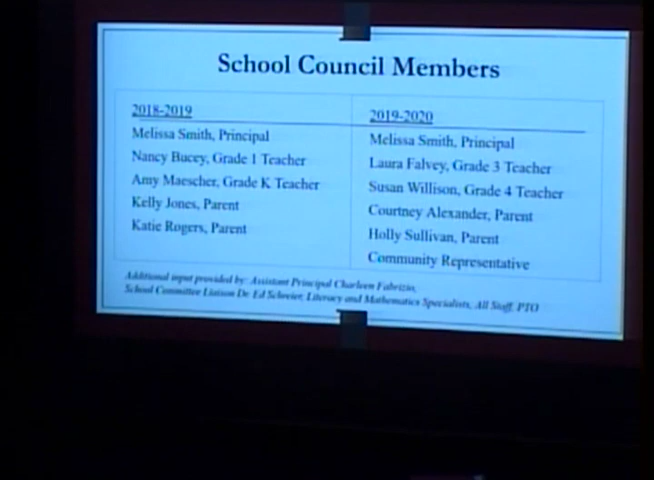 School Council Members
2018-2019
Melissa Smith, Principal
Nancy Bucey, Grade 1 Teacher
Amy Maescher, Grade K Teacher
Kelly Jones, Parent
Katie Rogers, Parent
2019-2020
Melissa Smith, Principal
Laura Falvey, Grade 3 Teacher
Susan Willison, Grade 4 Teacher
Courtney Alexander, Parent
Holly Sullivan, Parent
Community Representative
Additional input provided by: Assistant Principal Charleen Fabrizio,
School Committee Liaison Dr. Ed Schreier, Literacy and Mathematics Specialists, All Staff, PTO